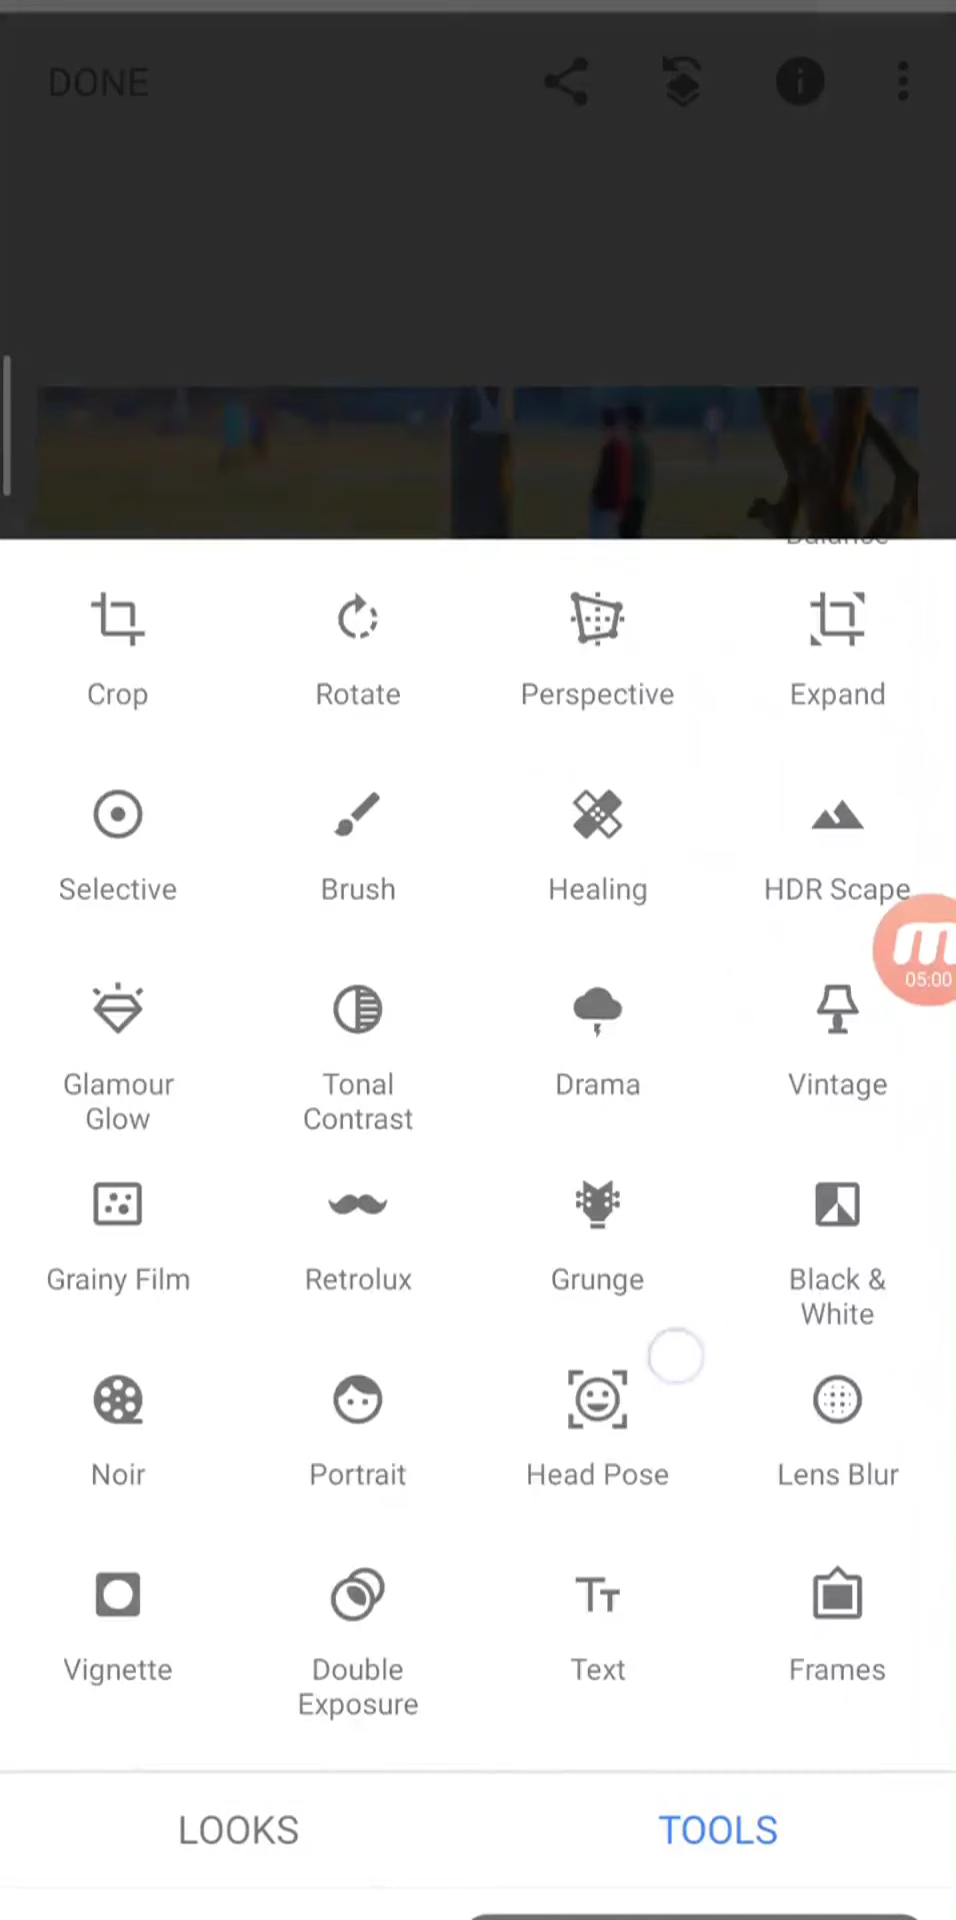 DONE
Balance
Crop Rotate Perspective Expand
Selective Brush Healing HDR Scape
05:00
Glamour Glow Tonal Contrast Drama Vintage
Grainy Film Retrolux Grunge Black & White
Noir Portrait Head Pose Lens Blur
Vignette Double Exposure Text Frames
LOOKS TOOLS